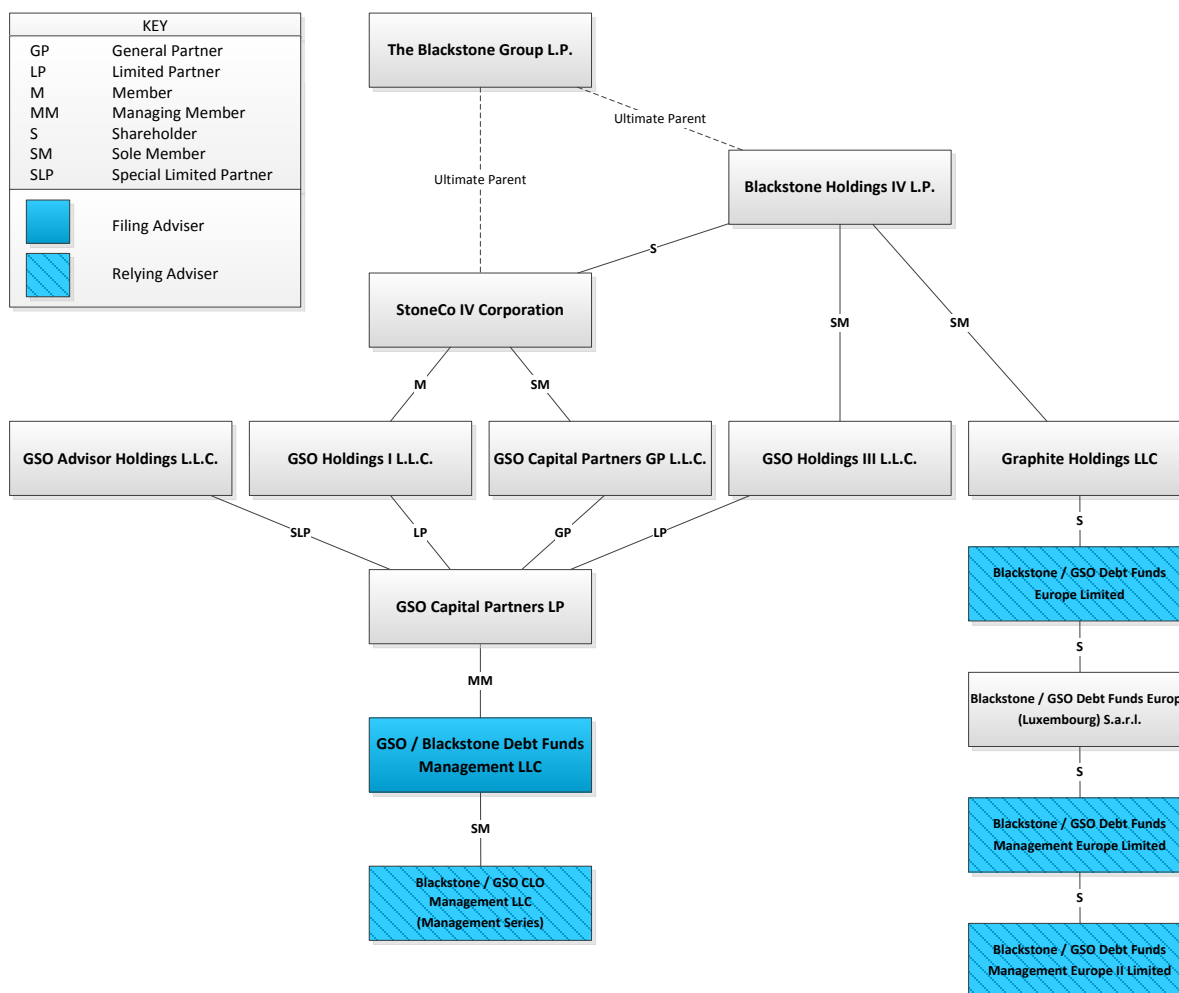 KEY
GP General Partner
LP Limited Partner
M Member
MM Managing Member
S Shareholder
SM Sole Member
SLP Special Limited Partner
Filing Adviser
Relying Adviser
The Blackstone Group L.P.
Ultimate Parent
Ultimate Parent
Blackstone Holdings IV L.P.
S
StoneCo IV Corporation
SM
SM
M
SM
GSO Advisor Holdings L.L.C.
GSO Holdings I L.L.C.
GSO Capital Partners GP L.L.C.
GSO Holdings III L.L.C.
Graphite Holdings LLC
SLP
LP
GP
LP
S
GSO Capital Partners LP
Blackstone / GSO Debt Funds
Europe Limited
MM
S
GSO / Blackstone Debt Funds
Management LLC
Blackstone / GSO Debt Funds Europ
(Luxembourg) S.a.r.l.
SM
S
Blackstone / GSO CLO
Management LLC
(Management Series)
Blackstone / GSO Debt Funds
Management Europe Limited
S
Blackstone / GSO Debt Funds
Management Europe II Limited